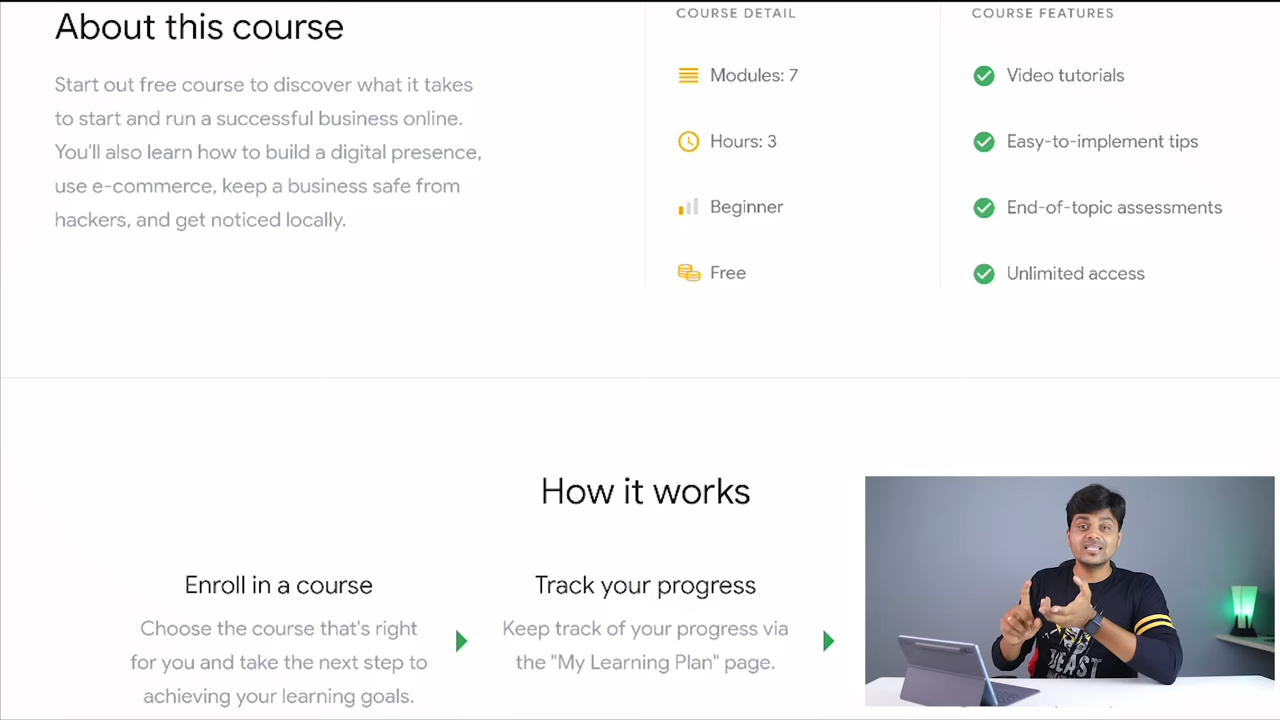 About this course
Start out free course to discover what it takes
to start and run a successful business online.
You'll also learn how to build a digital presence,
use e-commerce, keep a business safe from
hackers, and get noticed locally.
COURSE DETAIL
Modules: 7
Hours: 3
Beginner
Free
COURSE FEATURES
Video tutorials
Easy-to-implement tips
End-of-topic assessments
Unlimited access
How it works
Enroll in a course
Choose the course that's right
for you and take the next step to
achieving your learning goals.
Track your progress
Keep track of your progress via
the "My Learning Plan" page.
BEAST